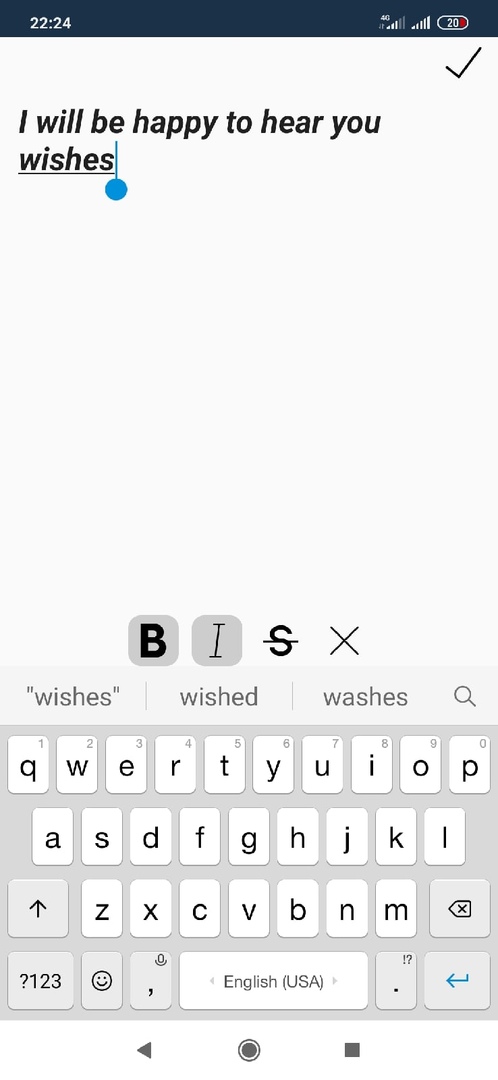 22:24
4G
20
I will be happy to hear you
wishes
B I S
"wishes" wished washes
1 2 3 4 5 6 7 8 9 0
q w e r t y u i o p
a s d f g h j k l
z x c v b n m
!?
?123 , English (USA) .